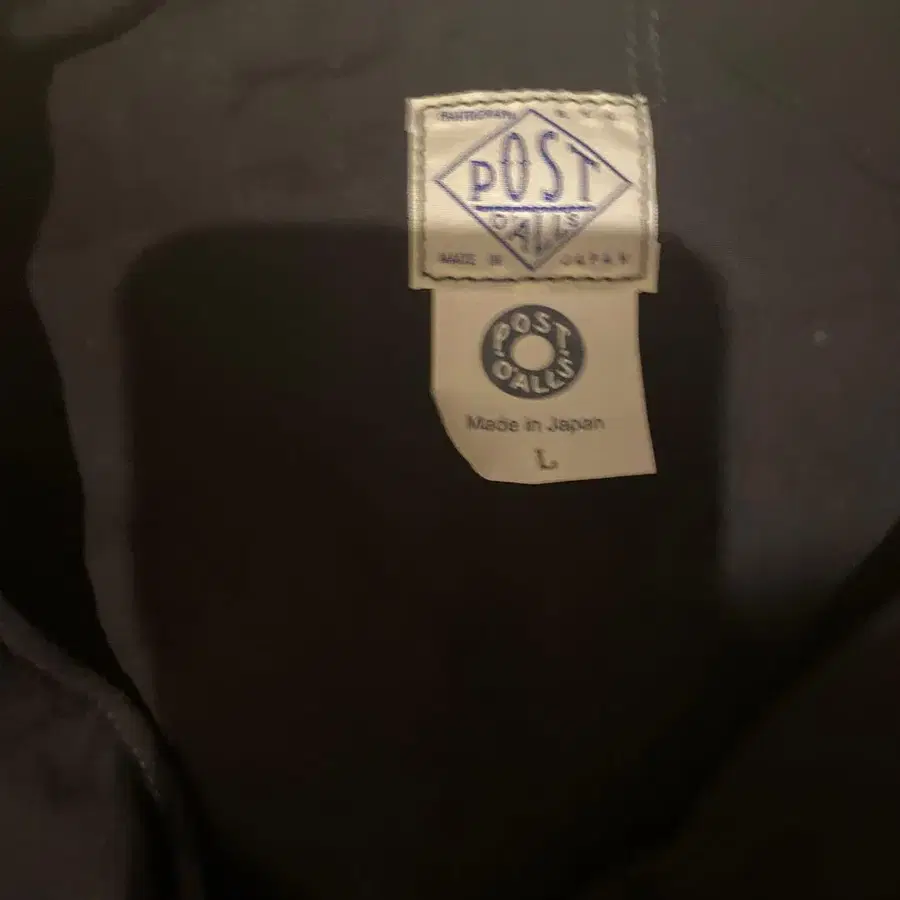 POST
O'ALLS
MADE IN JAPAN
POST
O'ALLS
Made in Japan
L